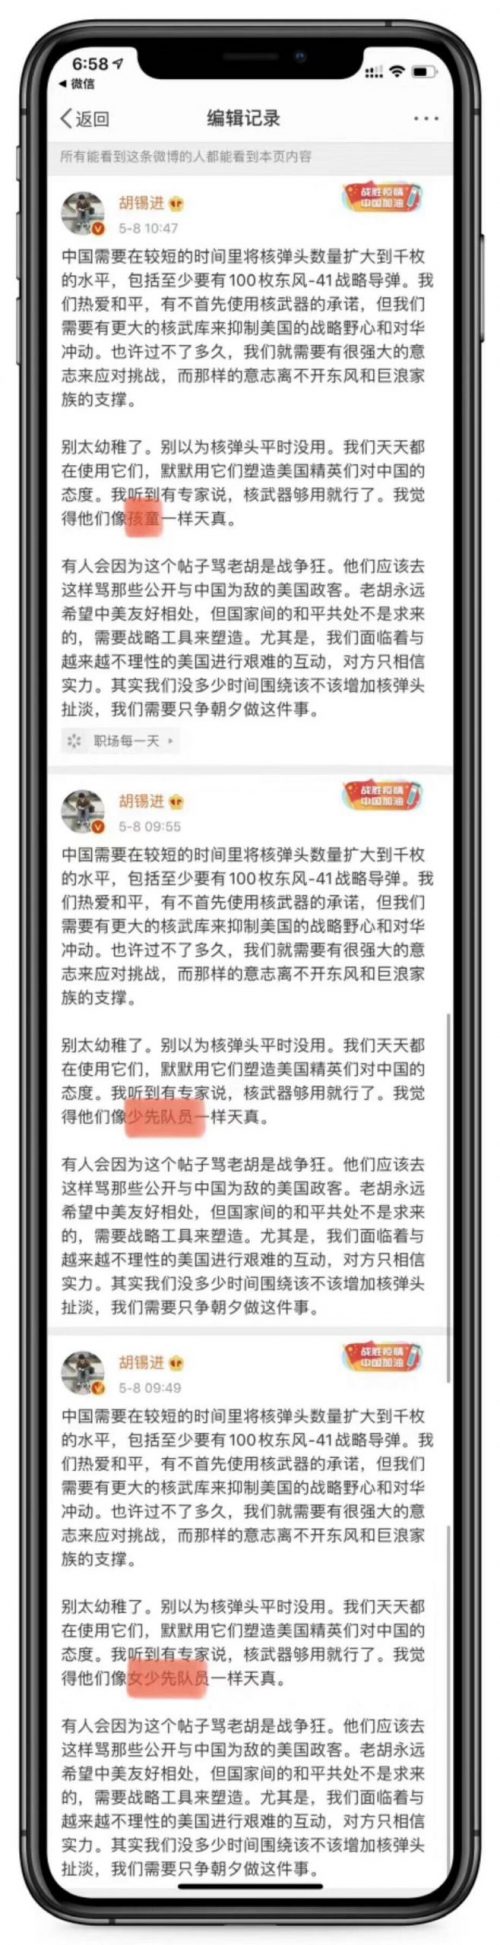 6:58
微信
返回
编辑记录
所有能看到这条微博的人都能看到本页内容
战胜疫情
中国加油
胡锡进
5-8 10:47
中国需要在较短的时间里将核弹头数量扩大到千枚
的水平，包括至少要有100枚东风-41战略导弹。我
们热爱和平，有不首先使用核武器的承诺，但我们
需要有更大的核武库来抑制美国的战略野心和对华
冲动。也许过不了多久，我们就需要有很强大的意
志来应对挑战，而那样的意志离不开东风和巨浪家
族的支撑。
别太幼稚了。别以为核弹头平时没用。我们天天都
在使用它们，默默用它们塑造美国精英们对中国的
态度。我听到有专家说，核武器够用就行了。我觉
得他们像孩童一样天真。
有人会因为这个帖子骂老胡是战争狂。他们应该去
这样骂那些公开与中国为敌的美国政客。老胡永远
希望中美友好相处，但国家间的和平共处不是求来
的，需要战略工具来塑造。尤其是，我们面临着与
越来越不理性的美国进行艰难的互动，对方只相信
实力。其实我们没多少时间围绕该不该增加核弹头
扯淡，我们需要只争朝夕做这件事。
职场每一天
战胜疫情
中国加油
胡锡进
5-8 09:55
中国需要在较短的时间里将核弹头数量扩大到千枚
的水平，包括至少要有100枚东风-41战略导弹。我
们热爱和平，有不首先使用核武器的承诺，但我们
需要有更大的核武库来抑制美国的战略野心和对华
冲动。也许过不了多久，我们就需要有很强大的意
志来应对挑战，而那样的意志离不开东风和巨浪家
族的支撑。
别太幼稚了。别以为核弹头平时没用。我们天天都
在使用它们，默默用它们塑造美国精英们对中国的
态度。我听到有专家说，核武器够用就行了。我觉
得他们像少先队员一样天真。
有人会因为这个帖子骂老胡是战争狂。他们应该去
这样骂那些公开与中国为敌的美国政客。老胡永远
希望中美友好相处，但国家间的和平共处不是求来
的，需要战略工具来塑造。尤其是，我们面临着与
越来越不理性的美国进行艰难的互动，对方只相信
实力。其实我们没多少时间围绕该不该增加核弹头
扯淡，我们需要只争朝夕做这件事。
战胜疫情
中国加油
胡锡进
5-8 09:49
中国需要在较短的时间里将核弹头数量扩大到千枚
的水平，包括至少要有100枚东风-41战略导弹。我
们热爱和平，有不首先使用核武器的承诺，但我们
需要有更大的核武库来抑制美国的战略野心和对华
冲动。也许过不了多久，我们就需要有很强大的意
志来应对挑战，而那样的意志离不开东风和巨浪家
族的支撑。
别太幼稚了。别以为核弹头平时没用。我们天天都
在使用它们，默默用它们塑造美国精英们对中国的
态度。我听到有专家说，核武器够用就行了。我觉
得他们像女少先队员一样天真。
有人会因为这个帖子骂老胡是战争狂。他们应该去
这样骂那些公开与中国为敌的美国政客。老胡永远
希望中美友好相处，但国家间的和平共处不是求来
的，需要战略工具来塑造。尤其是，我们面临着与
越来越不理性的美国进行艰难的互动，对方只相信
实力。其实我们没多少时间围绕该不该增加核弹头
扯淡，我们需要只争朝夕做这件事。